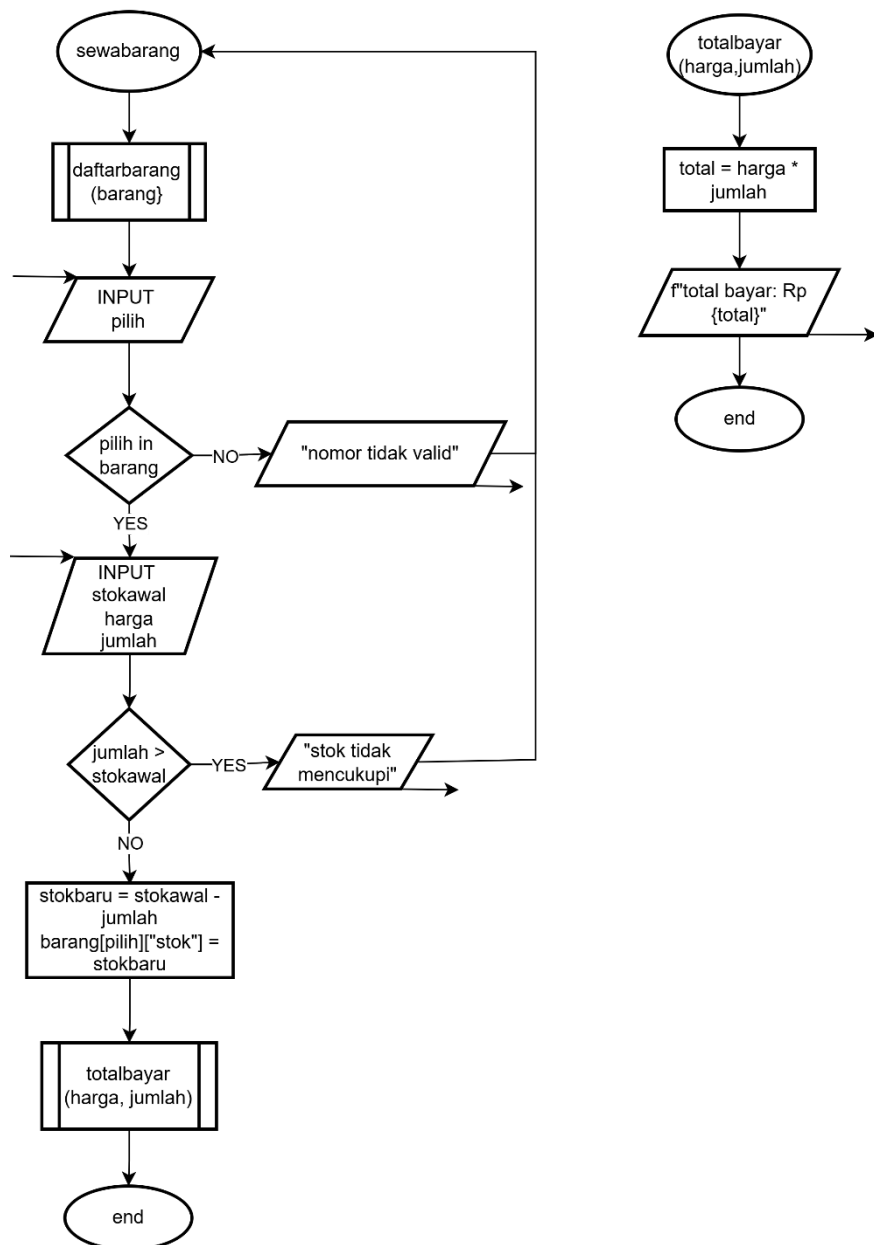 sewabarang
daftarbarang
(barang}
INPUT
pilih
pilih in
barang
NO
"nomor tidak valid"
YES
INPUT
stokawal
harga
jumlah
jumlah >
stokawal
YES
"stok tidak
mencukupi"
NO
stokbaru = stokawal -
jumlah
barang[pilih]["stok"] =
stokbaru
totalbayar
(harga, jumlah)
end
totalbayar
(harga,jumlah)
total = harga *
jumlah
f"total bayar: Rp
{total}"
end